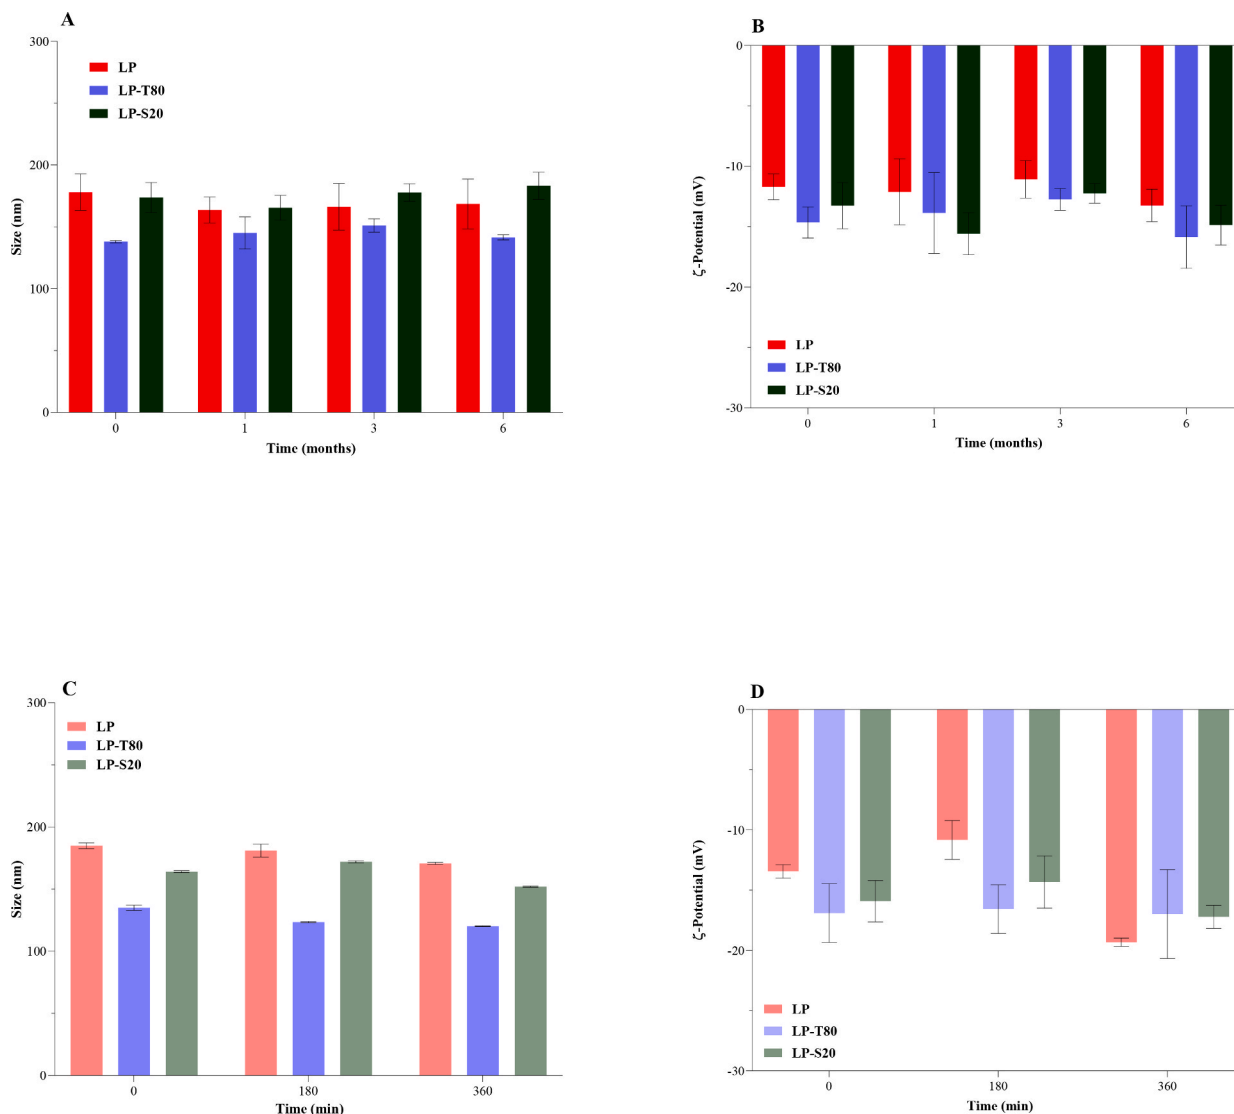 A
300
200
100
0
Size (nm)
LP
LP-T80
LP-S20
0 1 3 6
Time (months)
B
0
-10
-20
-30
ζ-Potential (mV)
LP
LP-T80
LP-S20
0 1 3 6
Time (months)
C
300
200
100
0
Size (nm)
LP
LP-T80
LP-S20
0 180 360
Time (min)
D
0
-10
-20
-30
ζ-Potential (mV)
LP
LP-T80
LP-S20
0 180 360
Time (min)